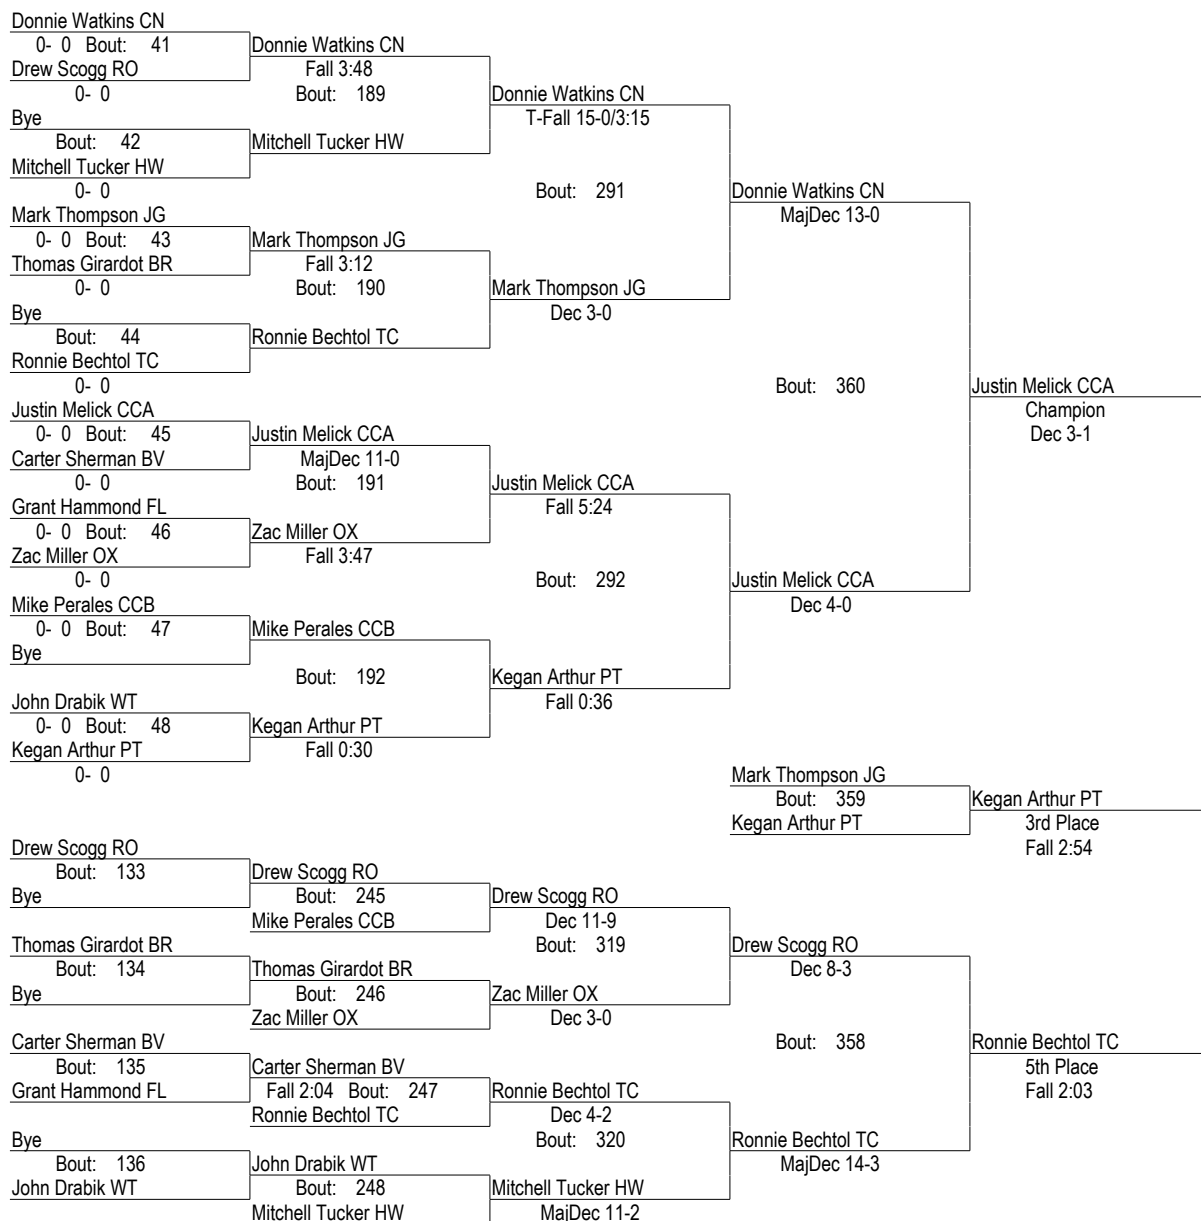 Donnie Watkins CN
0- 0 Bout: 41 Donnie Watkins CN
Drew Scogg RO Fall 3:48
0- 0 Bout: 189 Donnie Watkins CN
Bye T-Fall 15-0/3:15
Bout: 42 Mitchell Tucker HW
Mitchell Tucker HW
0- 0 Bout: 291 Donnie Watkins CN
Mark Thompson JG MajDec 13-0
0- 0 Bout: 43 Mark Thompson JG
Thomas Girardot BR Fall 3:12
0- 0 Bout: 190 Mark Thompson JG
Bye Dec 3-0
Bout: 44 Ronnie Bechtol TC
Ronnie Bechtol TC
0- 0 Bout: 360 Justin Melick CCA
Justin Melick CCA Champion
0- 0 Bout: 45 Justin Melick CCA Dec 3-1
Carter Sherman BV MajDec 11-0
0- 0 Bout: 191 Justin Melick CCA
Grant Hammond FL Fall 5:24
0- 0 Bout: 46 Zac Miller OX
Zac Miller OX Fall 3:47
0- 0 Bout: 292 Justin Melick CCA
Mike Perales CCB Dec 4-0
0- 0 Bout: 47 Mike Perales CCB
Bye
Bout: 192 Kegan Arthur PT
John Drabik WT Fall 0:36
0- 0 Bout: 48 Kegan Arthur PT
Kegan Arthur PT Fall 0:30
0- 0 Mark Thompson JG
Bout: 359 Kegan Arthur PT
Kegan Arthur PT 3rd Place
Drew Scogg RO Fall 2:54
Bout: 133 Drew Scogg RO
Bye Bout: 245 Drew Scogg RO
Mike Perales CCB Dec 11-9
Thomas Girardot BR Bout: 319 Drew Scogg RO
Bout: 134 Thomas Girardot BR Dec 8-3
Bye Bout: 246 Zac Miller OX
Zac Miller OX Dec 3-0
Carter Sherman BV Bout: 358 Ronnie Bechtol TC
Bout: 135 Carter Sherman BV 5th Place
Grant Hammond FL Fall 2:04 Bout: 247 Ronnie Bechtol TC Fall 2:03
Ronnie Bechtol TC Dec 4-2
Bye Bout: 320 Ronnie Bechtol TC
Bout: 136 John Drabik WT MajDec 14-3
John Drabik WT Bout: 248 Mitchell Tucker HW
Mitchell Tucker HW MajDec 11-2